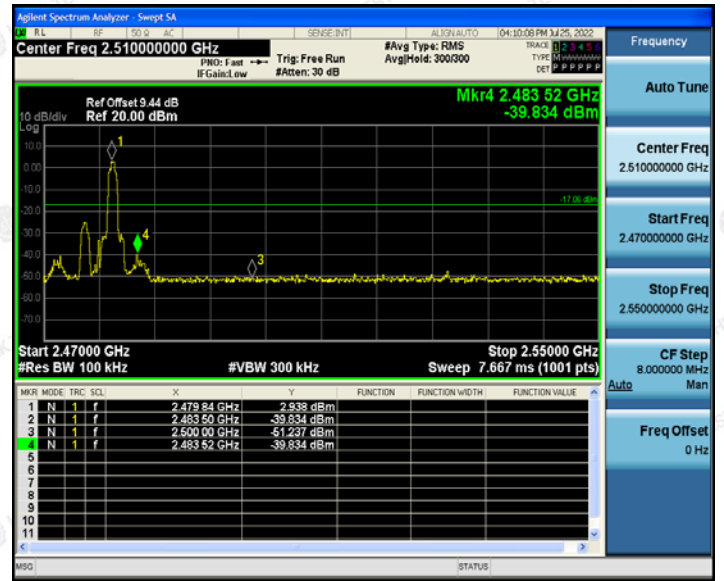 Agilent Spectrum Analyzer - Swept SA
RL RF 50 Ω AC SENSE:INT ALIGN AUTO 04:10:08 PM Jul 25, 2022
Center Freq 2.510000000 GHz
PNO: Fast
IFGain:Low
Trig: Free Run
#Atten: 30 dB
#Avg Type: RMS
Avg|Hold: 300/300
TRACE 1 2 3 4 5 6
TYPE M
DET P P P P P P
Frequency
Auto Tune
Center Freq
2.510000000 GHz
Start Freq
2.470000000 GHz
Stop Freq
2.550000000 GHz
CF Step
8.000000 MHz
Auto Man
Freq Offset
0 Hz
Mkr4 2.483 52 GHz
-39.834 dBm
Ref Offset 9.44 dB
10 dB/div Ref 20.00 dBm
Log
1
10.0
0.00
-10.0
-17.06 dBm
-20.0
-30.0
4
-40.0
3
-50.0
-60.0
-70.0
Start 2.47000 GHz Stop 2.55000 GHz
#Res BW 100 kHz #VBW 300 kHz Sweep 7.667 ms (1001 pts)
MKR MODE TRC SCL X Y FUNCTION FUNCTION WIDTH FUNCTION VALUE
1 N 1 f 2.479 84 GHz 2.938 dBm
2 N 1 f 2.483 50 GHz -39.834 dBm
3 N 1 f 2.500 00 GHz -51.237 dBm
4 N 1 f 2.483 52 GHz -39.834 dBm
5
6
7
8
9
10
11
MSG STATUS